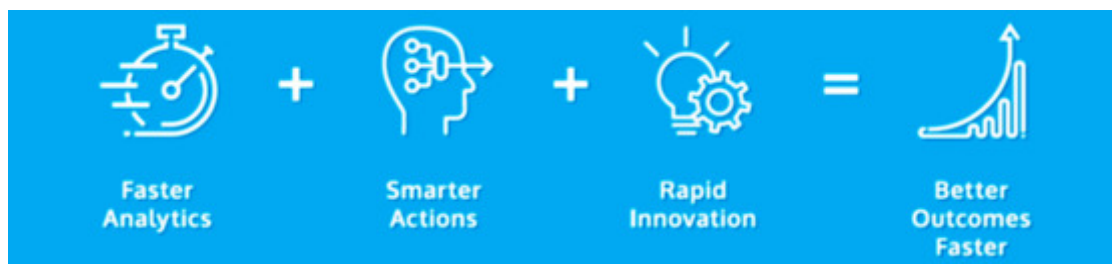 Faster
Analytics
+
Smarter
Actions
+
Rapid
Innovation
=
Better
Outcomes
Faster